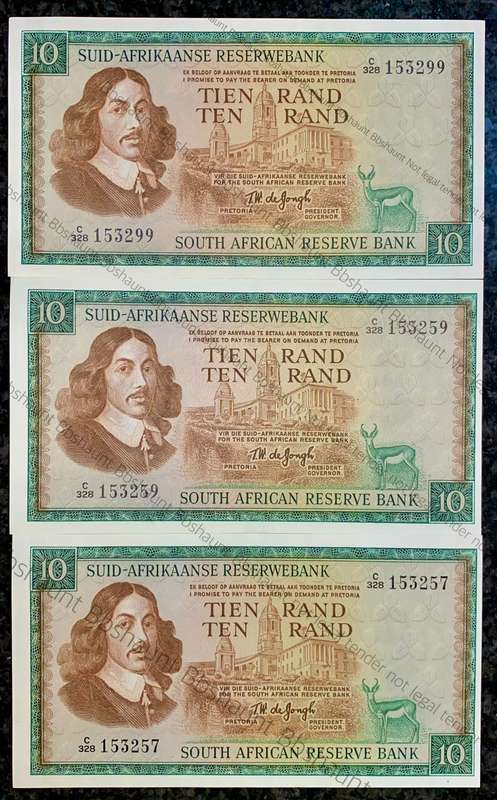 10
SUID-AFRIKAANSE RESERWEBANK
C/328 153299
EK BELOOF OP AANVRAAG TE BETAAL AAN TOONDER TE PRETORIA
I PROMISE TO PAY THE BEARER ON DEMAND AT PRETORIA
TIEN RAND
TEN RAND
VIR DIE SUID-AFRIKAANSE RESERWEBANK
FOR THE SOUTH AFRICAN RESERVE BANK
T.W. de Jongh
PRETORIA PRESIDENT
GOVERNOR.
C/328 153299
SOUTH AFRICAN RESERVE BANK
10
10
SUID-AFRIKAANSE RESERWEBANK
C/328 153259
EK BELOOF OP AANVRAAG TE BETAAL AAN TOONDER TE PRETORIA
I PROMISE TO PAY THE BEARER ON DEMAND AT PRETORIA
TIEN RAND
TEN RAND
VIR DIE SUID-AFRIKAANSE RESERWEBANK
FOR THE SOUTH AFRICAN RESERVE BANK
T.W. de Jongh
PRETORIA PRESIDENT.
GOVERNOR.
C/328 153259
SOUTH AFRICAN RESERVE BANK
10
10
SUID-AFRIKAANSE RESERWEBANK
C/328 153257
EK BELOOF OP AANVRAAG TE BETAAL AAN TOONDER TE PRETORIA
I PROMISE TO PAY THE BEARER ON DEMAND AT PRETORIA
TIEN RAND
TEN RAND
VIR DIE SUID-AFRIKAANSE RESERWEBANK
FOR THE SOUTH AFRICAN RESERVE BANK
T.W. de Jongh
PRETORIA PRESIDENT.
GOVERNOR.
C/328 153257
SOUTH AFRICAN RESERVE BANK
10
Bbshaunt Not legal tender